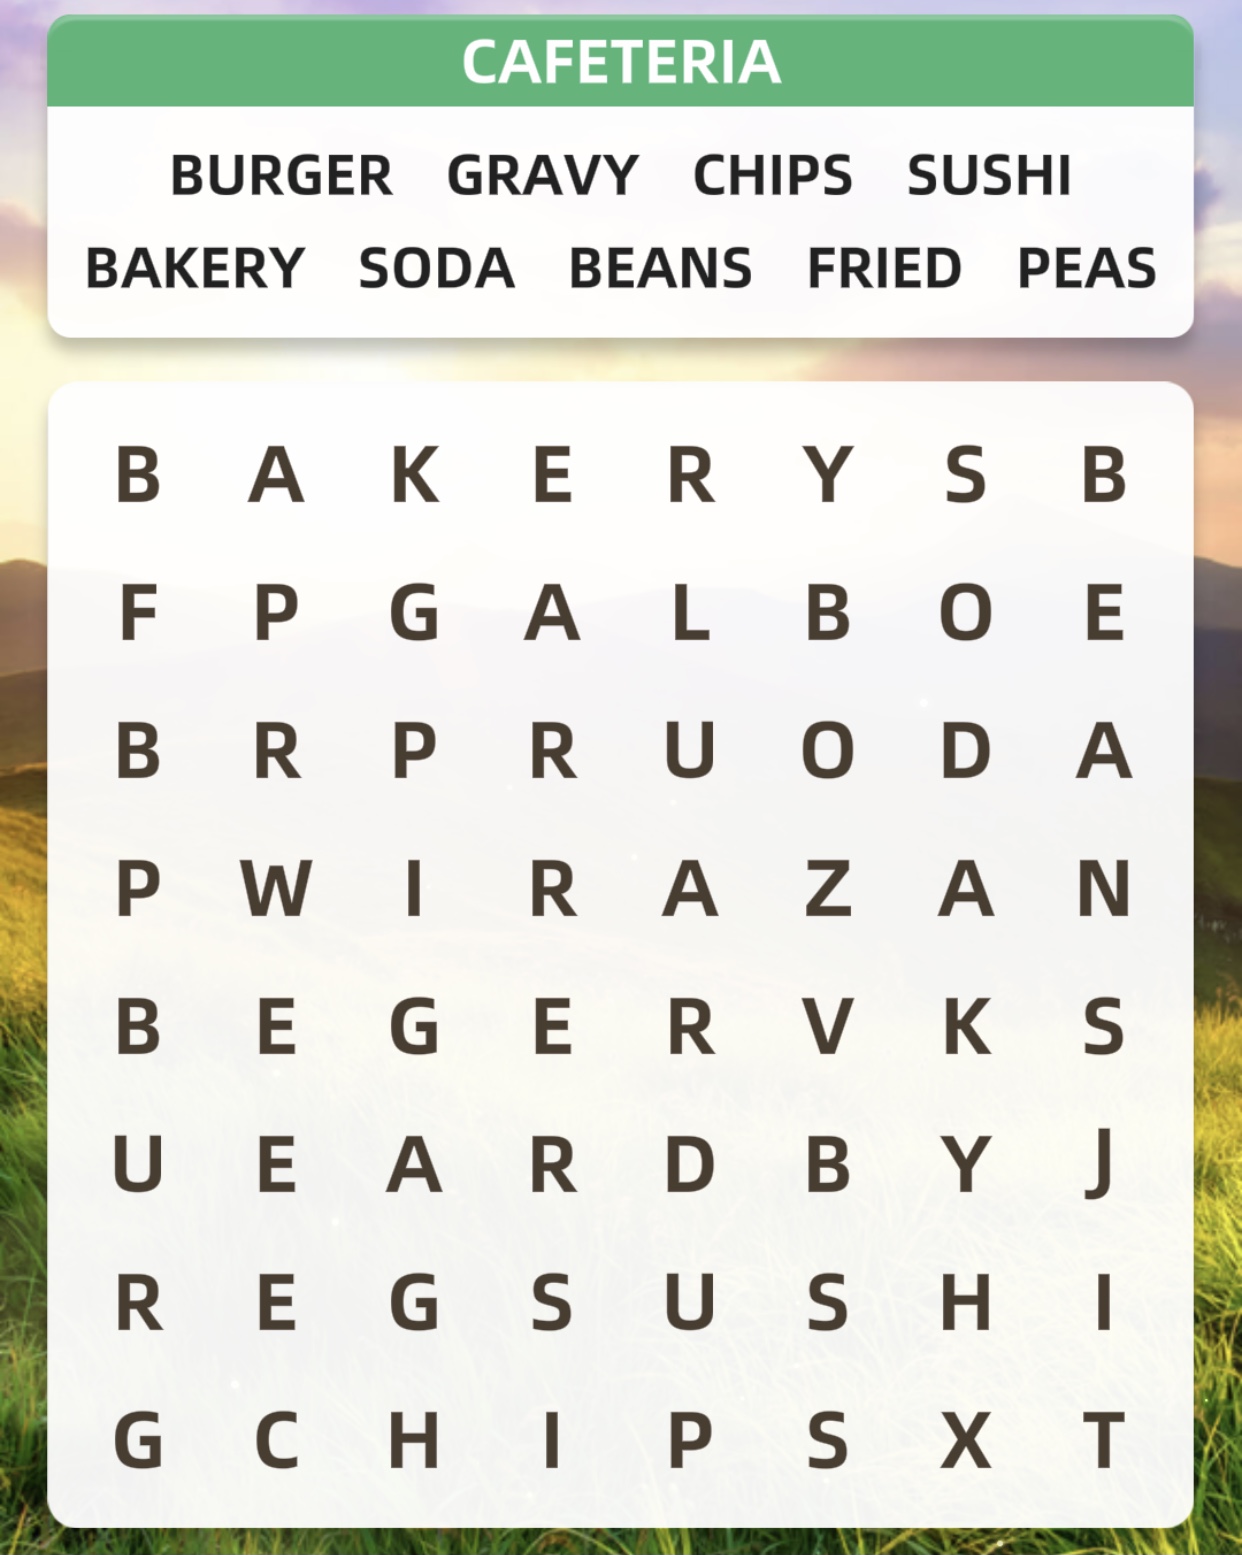 CAFETERIA
BURGER GRAVY CHIPS SUSHI
BAKERY SODA BEANS FRIED PEAS
B A K E R Y S B
F P G A L B O E
B R P R U O D A
P W I R A Z A N
B E G E R V K S
U E A R D B Y J
R E G S U S H I
G C H I P S X T